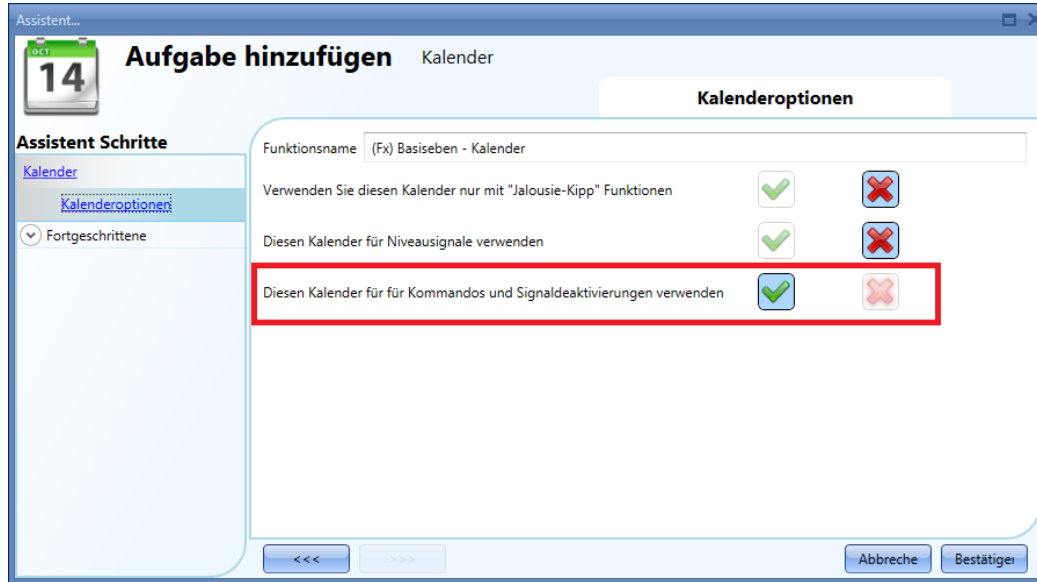 Assistent...
OCT
14
Aufgabe hinzufügen Kalender
Kalenderoptionen
Assistent Schritte
Kalender
Kalenderoptionen
Fortgeschrittene
Funktionsname (Fx) Basiseben - Kalender
Verwenden Sie diesen Kalender nur mit "Jalousie-Kipp" Funktionen
Diesen Kalender für Niveausignale verwenden
Diesen Kalender für für Kommandos und Signaldeaktivierungen verwenden
<<< >>>
Abbreche Bestätiger